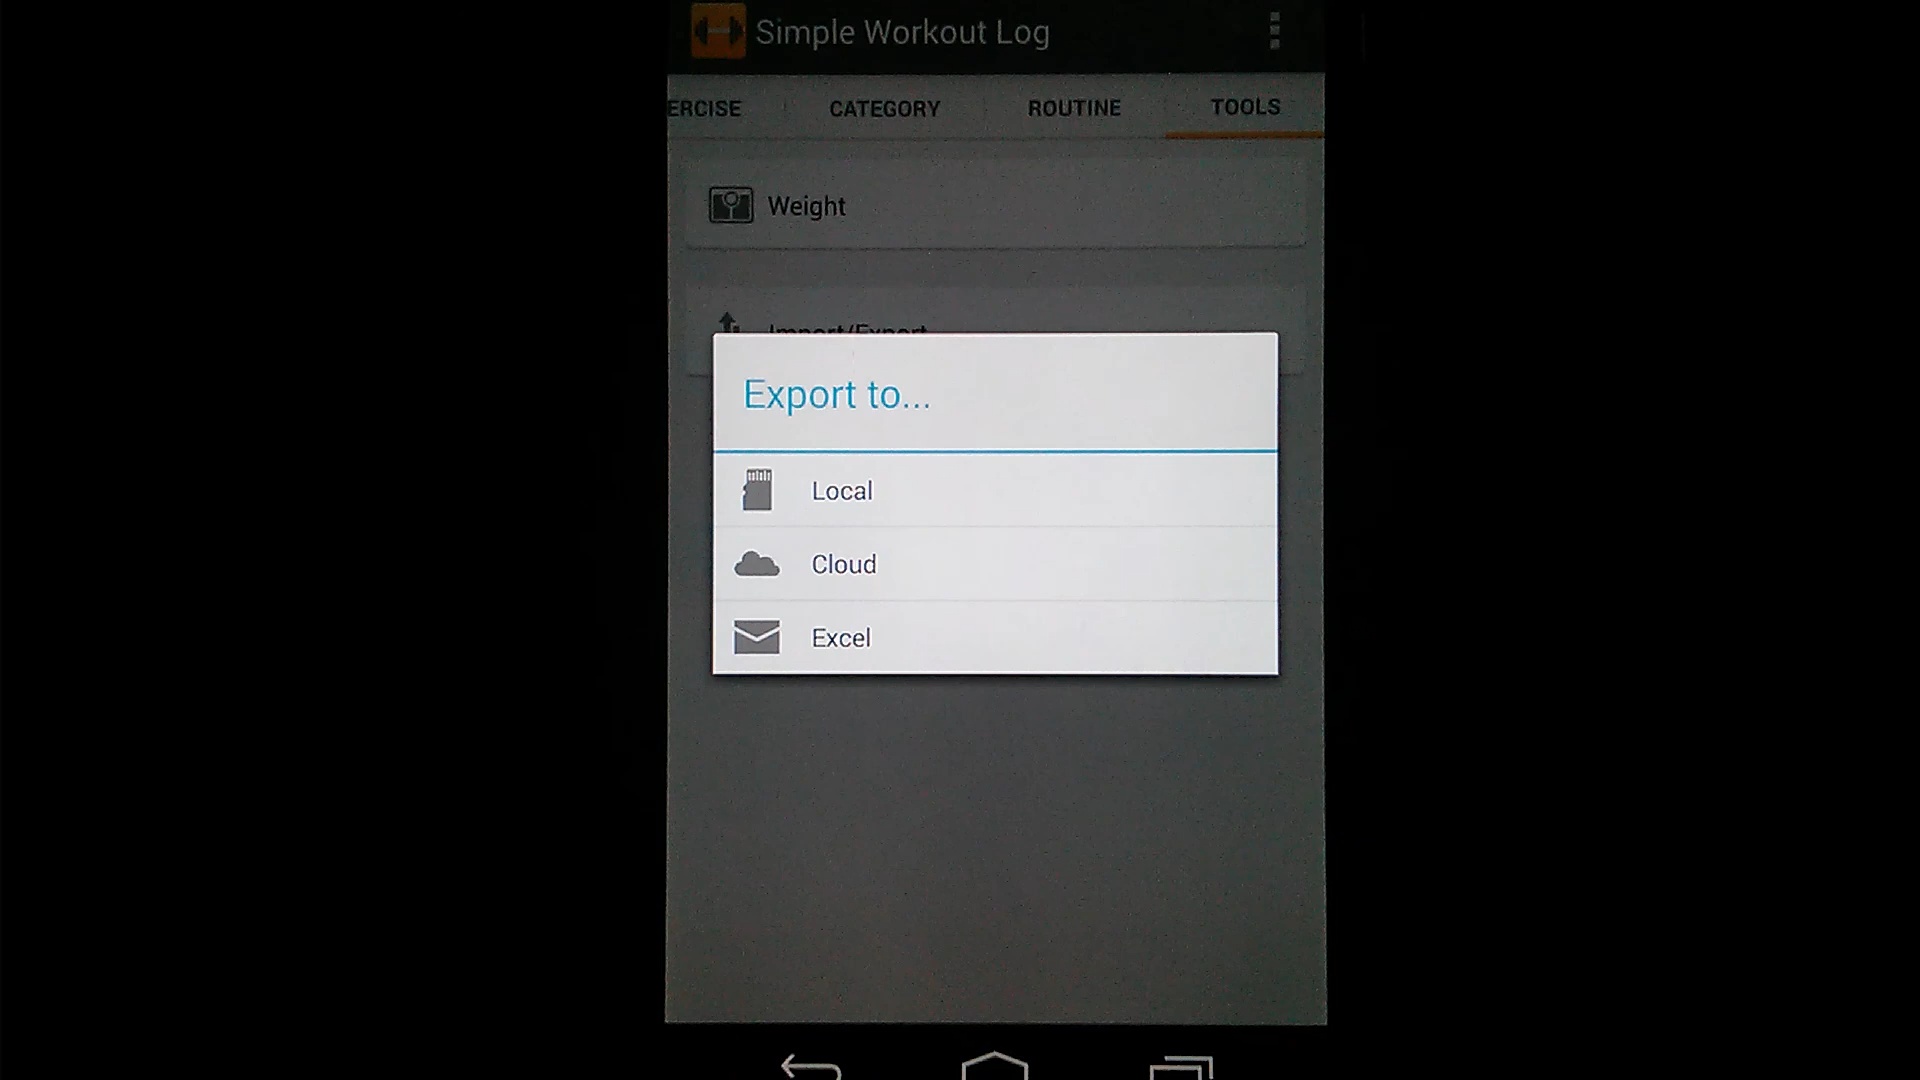 Simple Workout Log
ERCISE CATEGORY ROUTINE TOOLS
Weight
Import/Export
Export to...
Local
Cloud
Excel